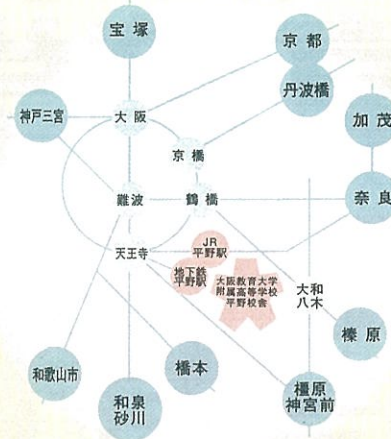 宝塚
京都
丹波橋
神戸三宮
大阪
加茂
京橋
難波
鶴橋
奈良
天王寺
JR
平野駅
地下鉄
平野駅
大阪教育大学
附属高等学校
平野校舎
大和
八木
榛原
和歌山市
橋本
和泉
砂川
橿原
神宮前